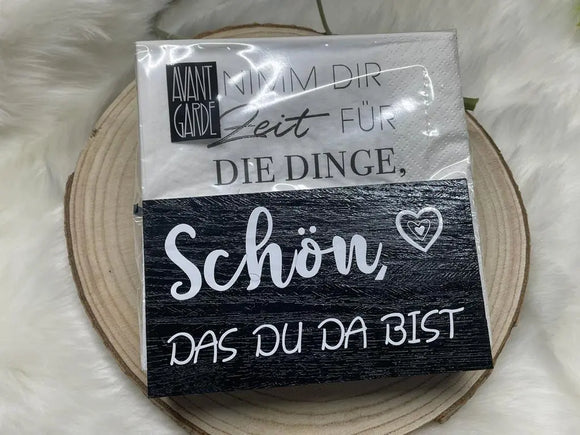 AVANT
GARDE
NIMM DIR
Zeit FÜR
DIE DINGE,
Schön,
DAS DU DA BIST